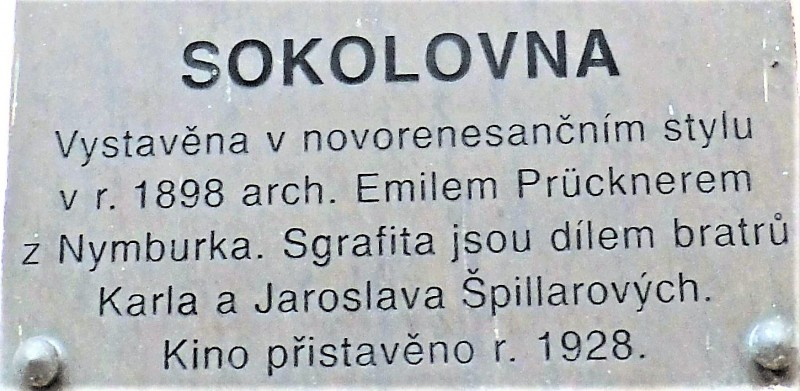 SOKOLOVNA
Vystavěna v novorenesančním stylu
v r. 1898 arch. Emilem Prücknerem
z Nymburka. Sgrafita jsou dílem bratrů
Karla a Jaroslava Špillarových.
Kino přistavěno r. 1928.